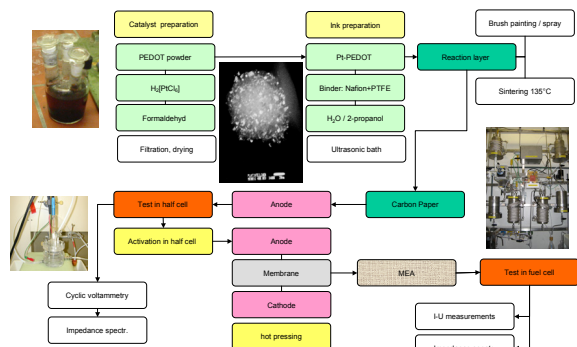 Catalyst preparation
Ink preparation
Brush painting / spray
PEDOT powder
Pt-PEDOT
Reaction layer
H2[PtCl6]
Binder: Nafion+PTFE
Sintering 135°C
Formaldehyd
H2O / 2-propanol
Filtration, drying
Ultrasonic bath
Test in half cell
Anode
Carbon Paper
Activation in half cell
Anode
Membrane
MEA
Test in fuel cell
Cyclic voltammetry
Cathode
I-U measurements
Impedance spectr.
hot pressing